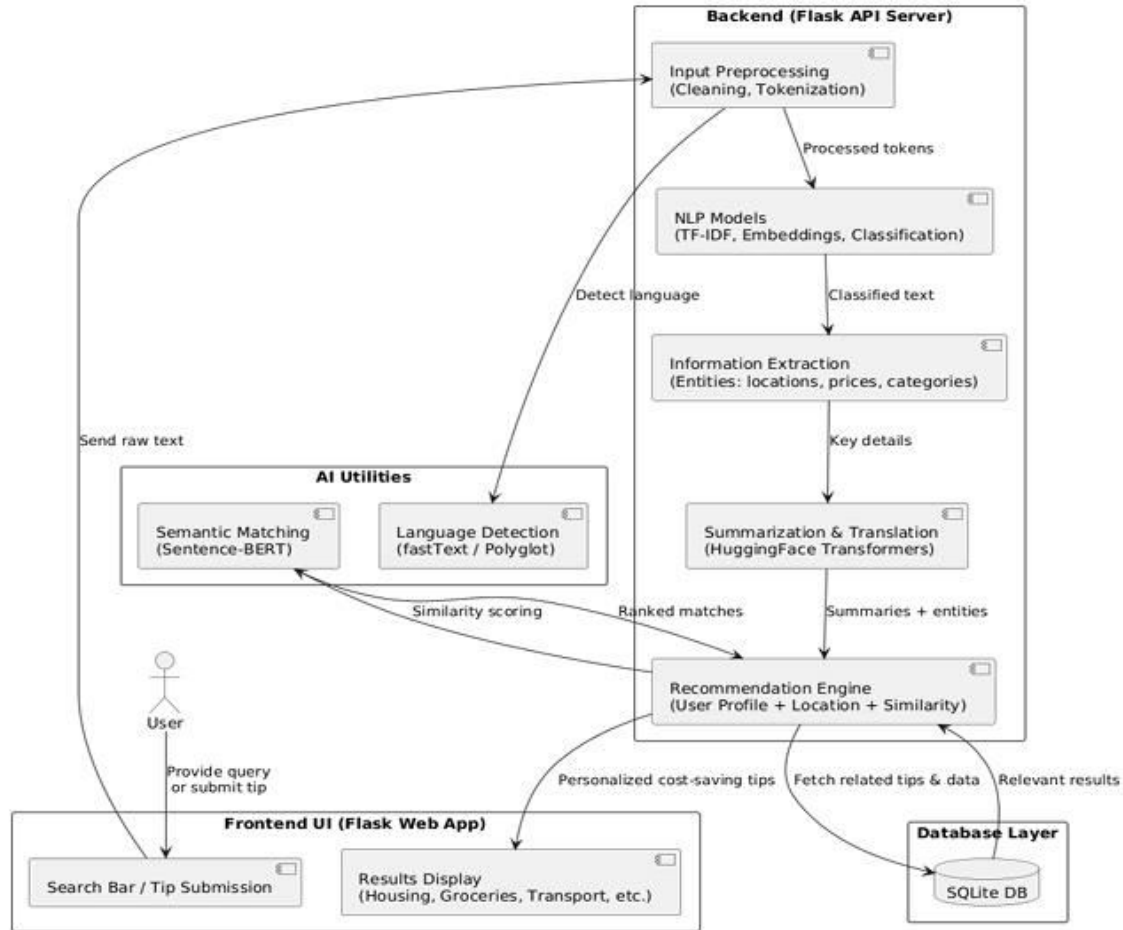 Backend (Flask API Server)
Input Preprocessing
(Cleaning, Tokenization)
Processed tokens
NLP Models
(TF-IDF, Embeddings, Classification)
Detect language
Classified text
Information Extraction
(Entities: locations, prices, categories)
Send raw text
Key details
AI Utilities
Semantic Matching
(Sentence-BERT)
Language Detection
(fastText / Polyglot)
Summarization & Translation
(HuggingFace Transformers)
Similarity scoring
Ranked matches
Summaries + entities
User
Recommendation Engine
(User Profile + Location + Similarity)
Provide query
or submit tip
Personalized cost-saving tips
Fetch related tips & data
Relevant results
Frontend UI (Flask Web App)
Search Bar / Tip Submission
Results Display
(Housing, Groceries, Transport, etc.)
Database Layer
SQLite DB